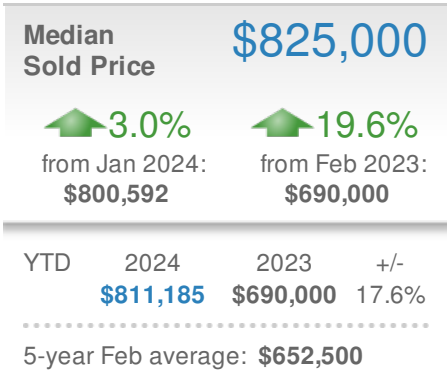 Median $825,000
Sold Price
3.0% 19.6%
from Jan 2024: from Feb 2023:
$800,592 $690,000
YTD 2024 2023 +/-
$811,185 $690,000 17.6%
5-year Feb average: $652,500